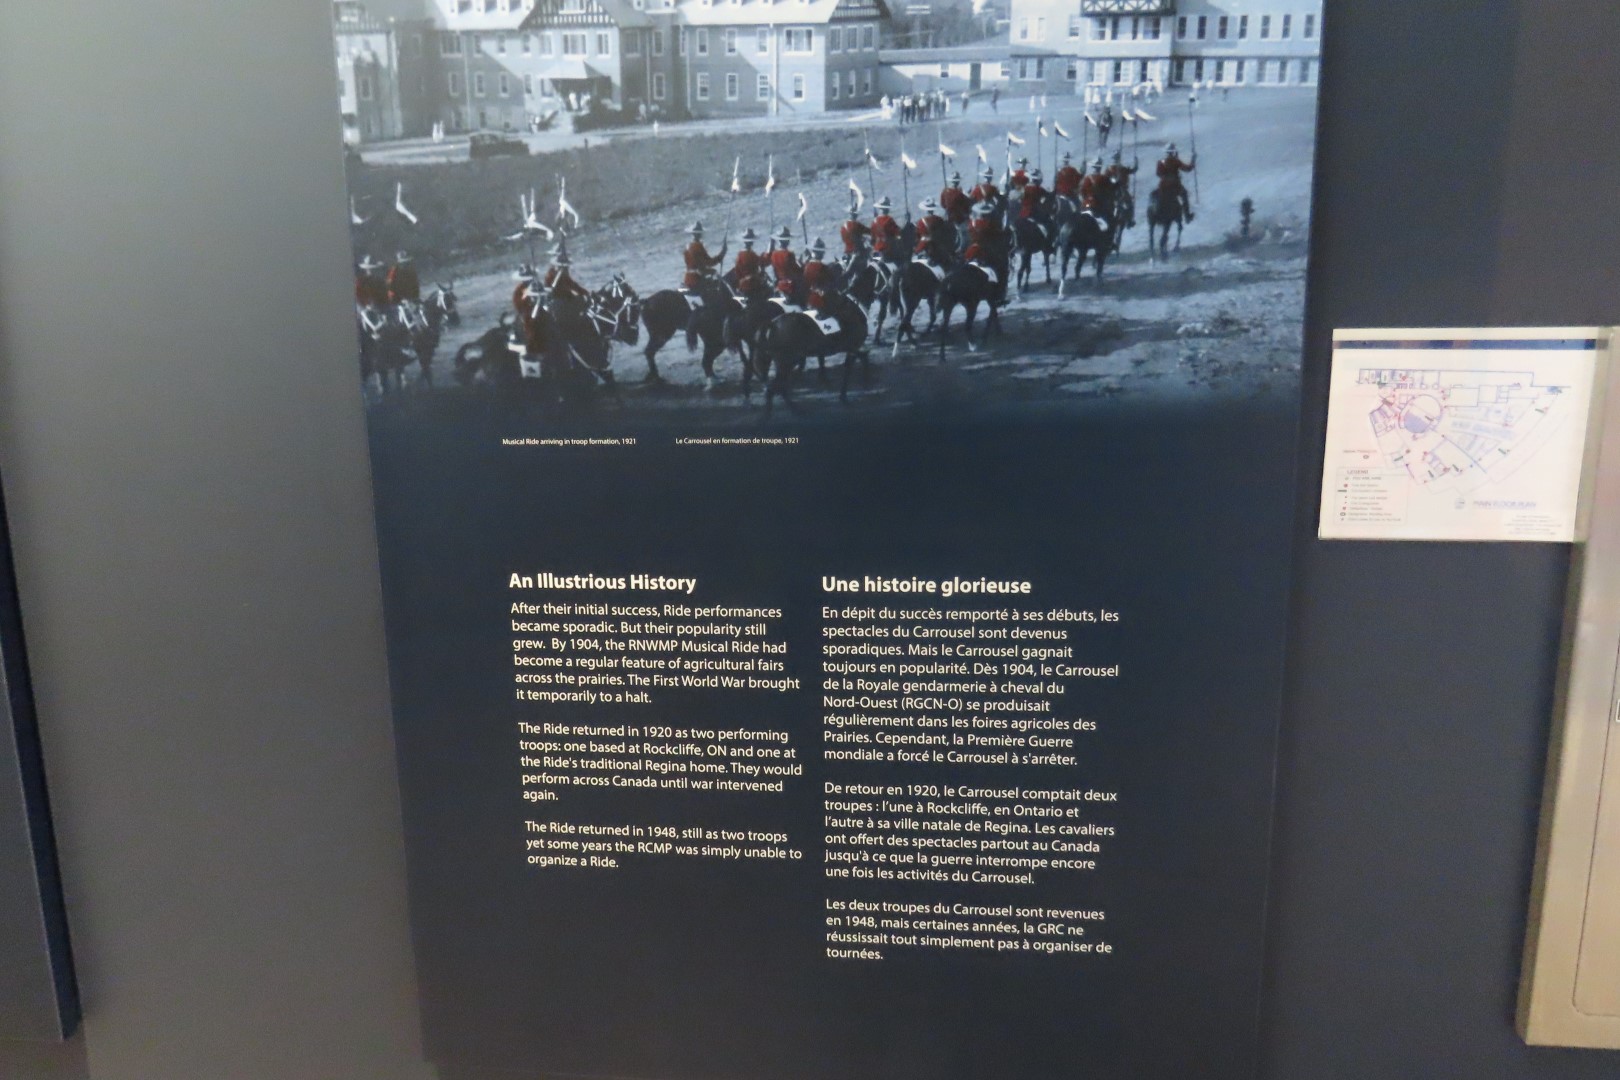 Musical Ride arriving in troop formation, 1921
Le Carrousel en formation de troupe, 1921
An Illustrious History
After their initial success, Ride performances
became sporadic. But their popularity still
grew. By 1904, the RNWMP Musical Ride had
become a regular feature of agricultural fairs
across the prairies. The First World War brought
it temporarily to a halt.
The Ride returned in 1920 as two performing
troops: one based at Rockcliffe, ON and one at
the Ride's traditional Regina home. They would
perform across Canada until war intervened
again.
The Ride returned in 1948, still as two troops
yet some years the RCMP was simply unable to
organize a Ride.
Une histoire glorieuse
En dépit du succès remporté à ses débuts, les
spectacles du Carrousel sont devenus
sporadiques. Mais le Carrousel gagnait
toujours en popularité. Dès 1904, le Carrousel
de la Royale gendarmerie à cheval du
Nord-Ouest (RGCN-O) se produisait
régulièrement dans les foires agricoles des
Prairies. Cependant, la Première Guerre
mondiale a forcé le Carrousel à s'arrêter.
De retour en 1920, le Carrousel comptait deux
troupes : l'une à Rockcliffe, en Ontario et
l'autre à sa ville natale de Regina. Les cavaliers
ont offert des spectacles partout au Canada
jusqu'à ce que la guerre interrompe encore
une fois les activités du Carrousel.
Les deux troupes du Carrousel sont revenues
en 1948, mais certaines années, la GRC ne
réussissait tout simplement pas à organiser de
tournées.
LEGEND
MAIN FLOOR PLAN